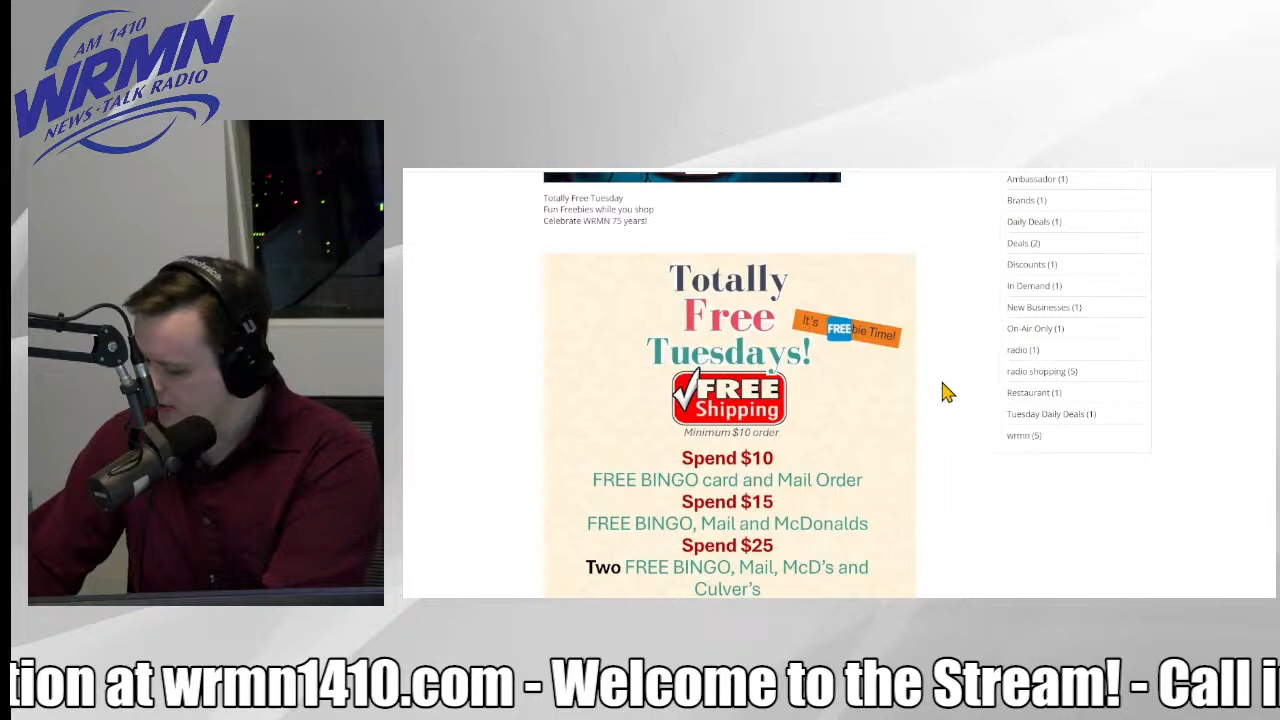 AM 1410
WRMN
NEWS·TALK RADIO
Totally Free Tuesday
Fun Freebies while you shop
Celebrate WRMN 75 years!
Totally
Free
Tuesdays!
It's FREEbie Time!
FREE
Shipping
Minimum $10 order
Spend $10
FREE BINGO card and Mail Order
Spend $15
FREE BINGO, Mail and McDonalds
Spend $25
Two FREE BINGO, Mail, McD's and
Culver's
Ambassador (1)
Brands (1)
Daily Deals (1)
Deals (2)
Discounts (1)
In Demand (1)
New Businesses (1)
On-Air Only (1)
radio (1)
radio shopping (5)
Restaurant (1)
Tuesday Daily Deals (1)
wrmn (5)
tion at wrmn1410.com - Welcome to the Stream! - Call i